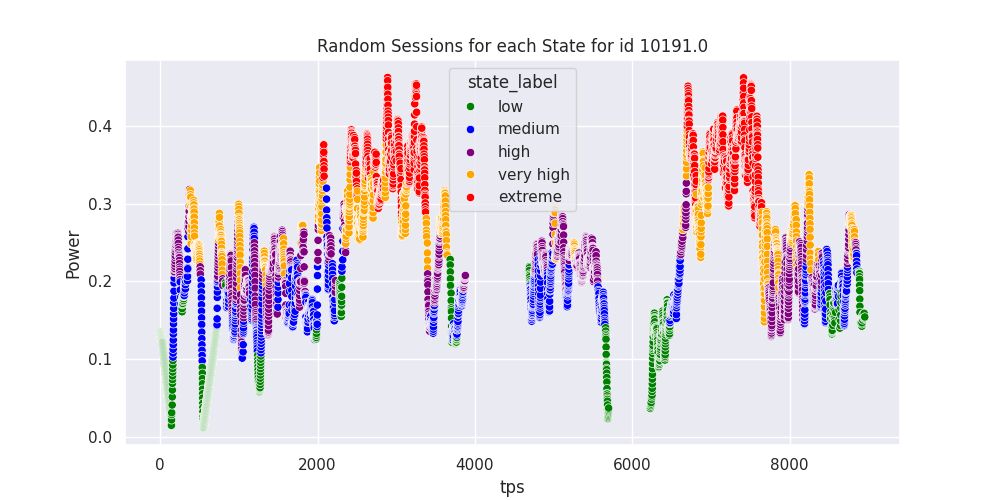 Random Sessions for each State for id 10191.0
state_label
low
medium
high
very high
extreme
Power
0.4
0.3
0.2
0.1
0.0
0
2000
4000
6000
8000
tps